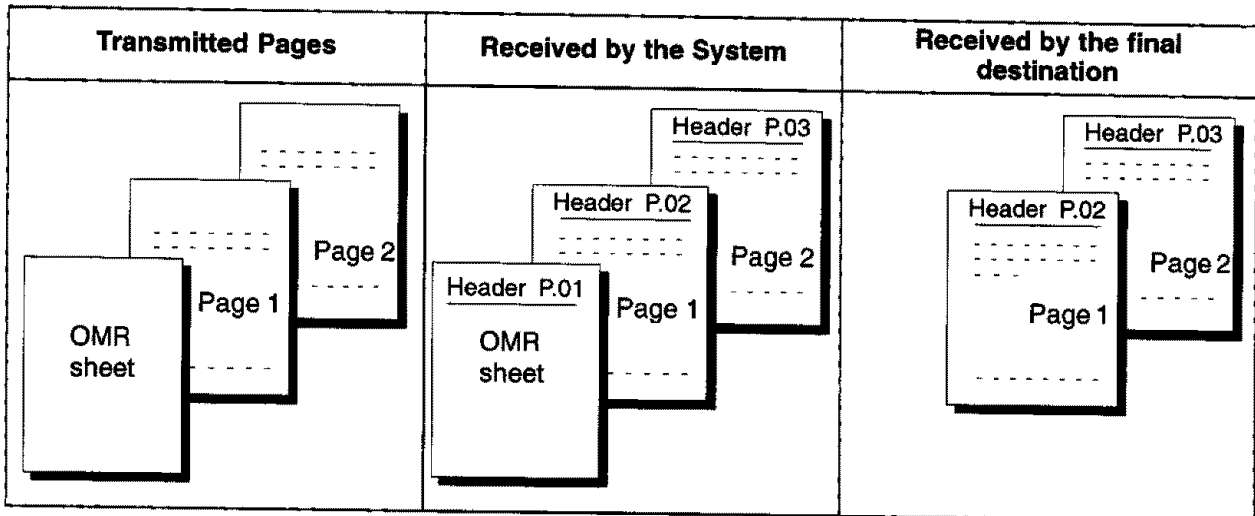 Transmitted Pages
Received by the System
Received by the final
destination
OMR
sheet
Page 1
Page 2
Header P.01
OMR
sheet
Header P.02
Page 1
Header P.03
Page 2
Header P.02
Page 1
Header P.03
Page 2